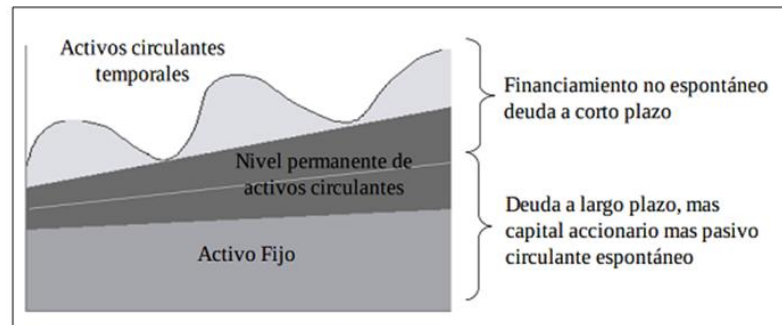 Activos circulantes
temporales
Financiamiento no espontáneo
deuda a corto plazo
Nivel permanente de
activos circulantes
Deuda a largo plazo, mas
capital accionario mas pasivo
circulante espontáneo
Activo Fijo